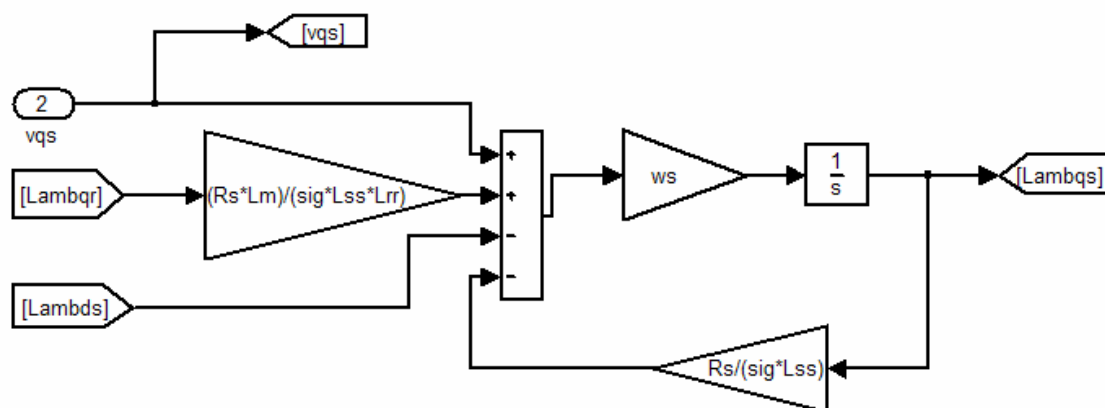 [vqs]
2
vqs
[Lambqr]
(Rs*Lm)/(sig*Lss*Lrr)
[Lambds]
+
+
-
-
ws
1
s
[Lambqs]
Rs/(sig*Lss)